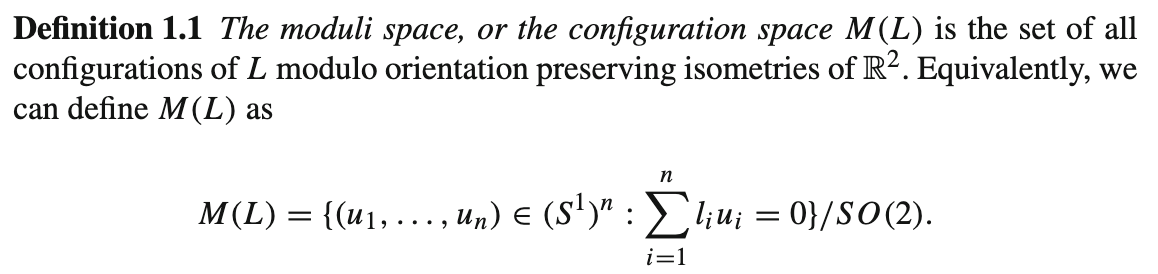 Definition 1.1 The moduli space, or the configuration space M(L) is the set of all
configurations of L modulo orientation preserving isometries of ℝ². Equivalently, we
can define M(L) as
M(L) = {(u₁, . . . , uₙ) ∈ (S¹)ⁿ : ∑ᵢ₌₁ⁿ lᵢuᵢ = 0}/SO(2).